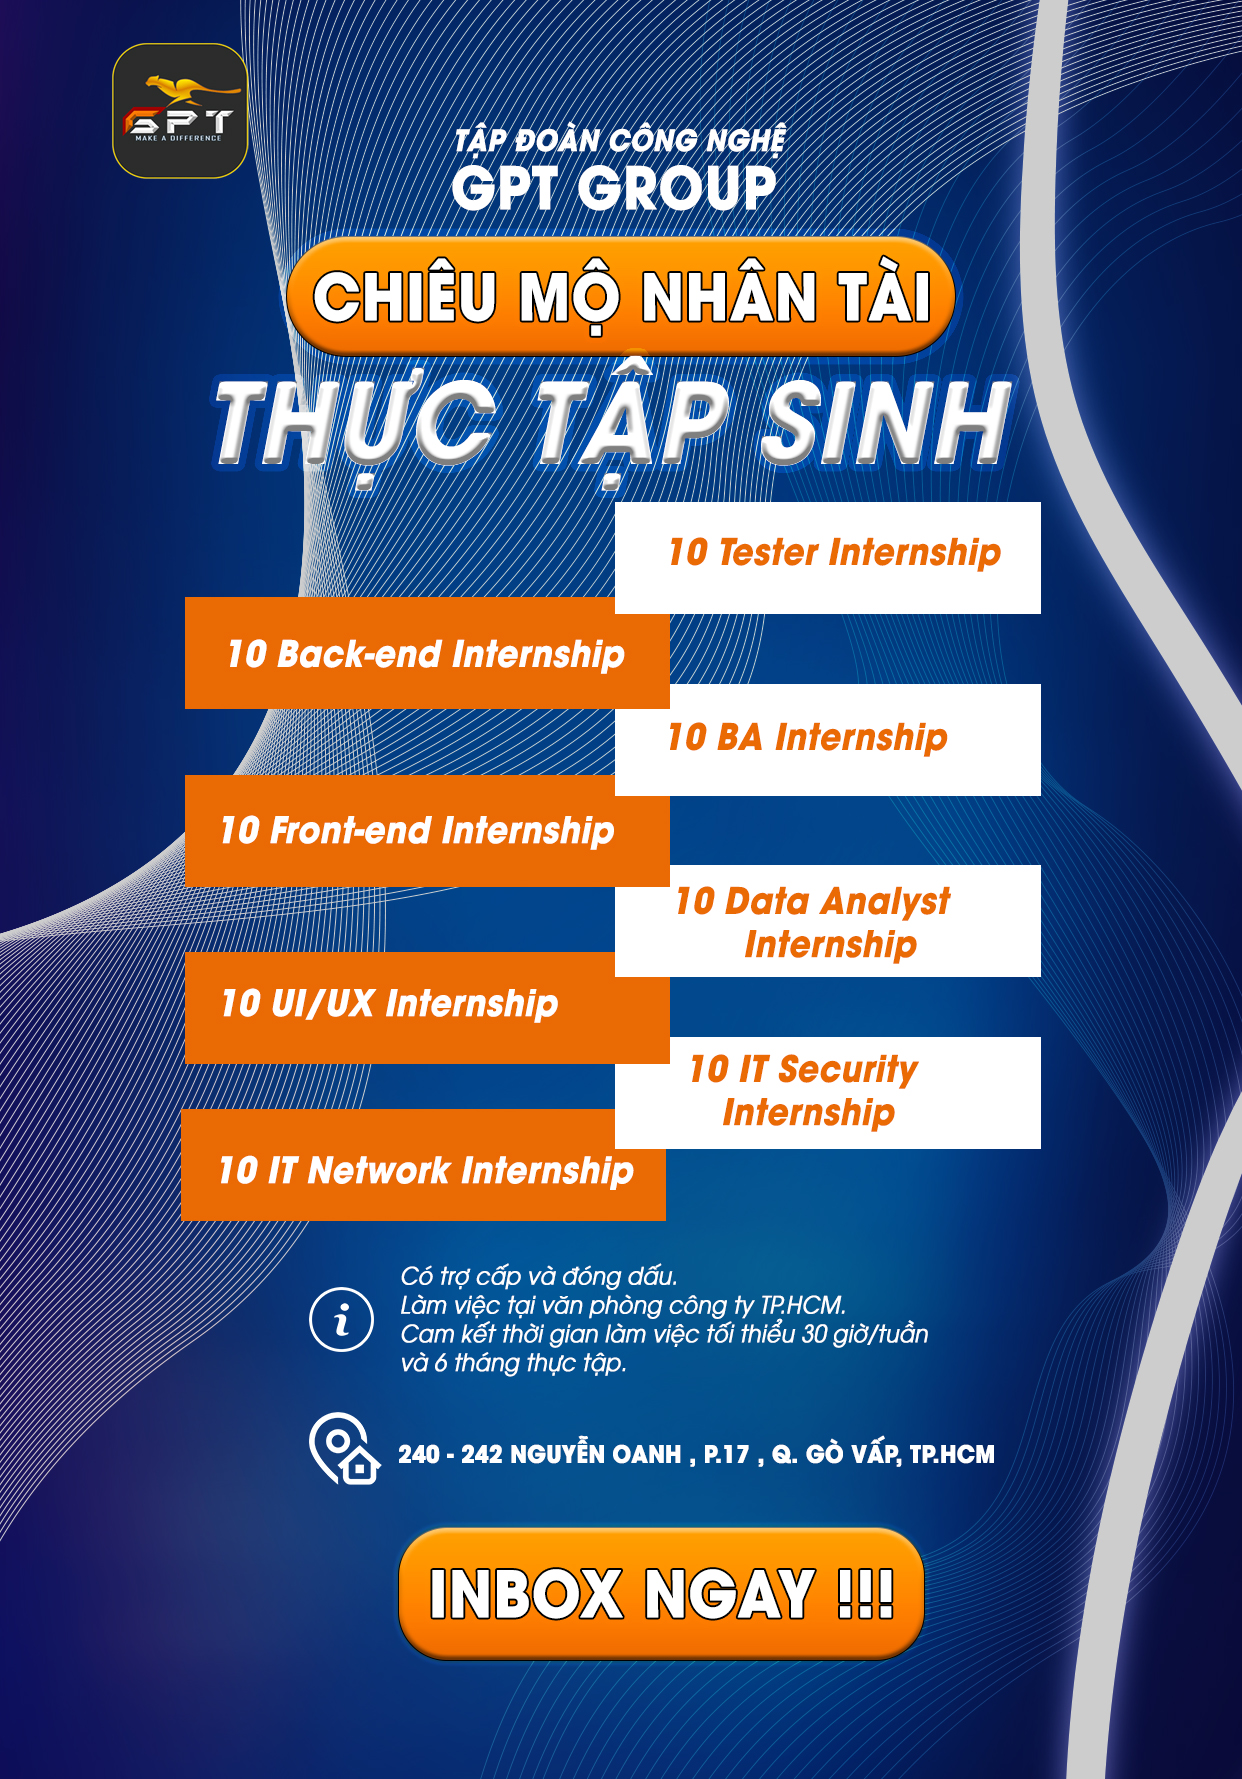 GPT
MAKE A DIFFERENCE
TẬP ĐOÀN CÔNG NGHỆ
GPT GROUP
CHIÊU MỘ NHÂN TÀI
THỰC TẬP SINH
10 Tester Internship
10 Back-end Internship
10 BA Internship
10 Front-end Internship
10 Data Analyst
Internship
10 UI/UX Internship
10 IT Security
Internship
10 IT Network Internship
Có trợ cấp và đóng dấu.
Làm việc tại văn phòng công ty TP.HCM.
Cam kết thời gian làm việc tối thiểu 30 giờ/tuần
và 6 tháng thực tập.
240 - 242 NGUYỄN OANH , P.17 , Q. GÒ VẤP, TP.HCM
INBOX NGAY !!!